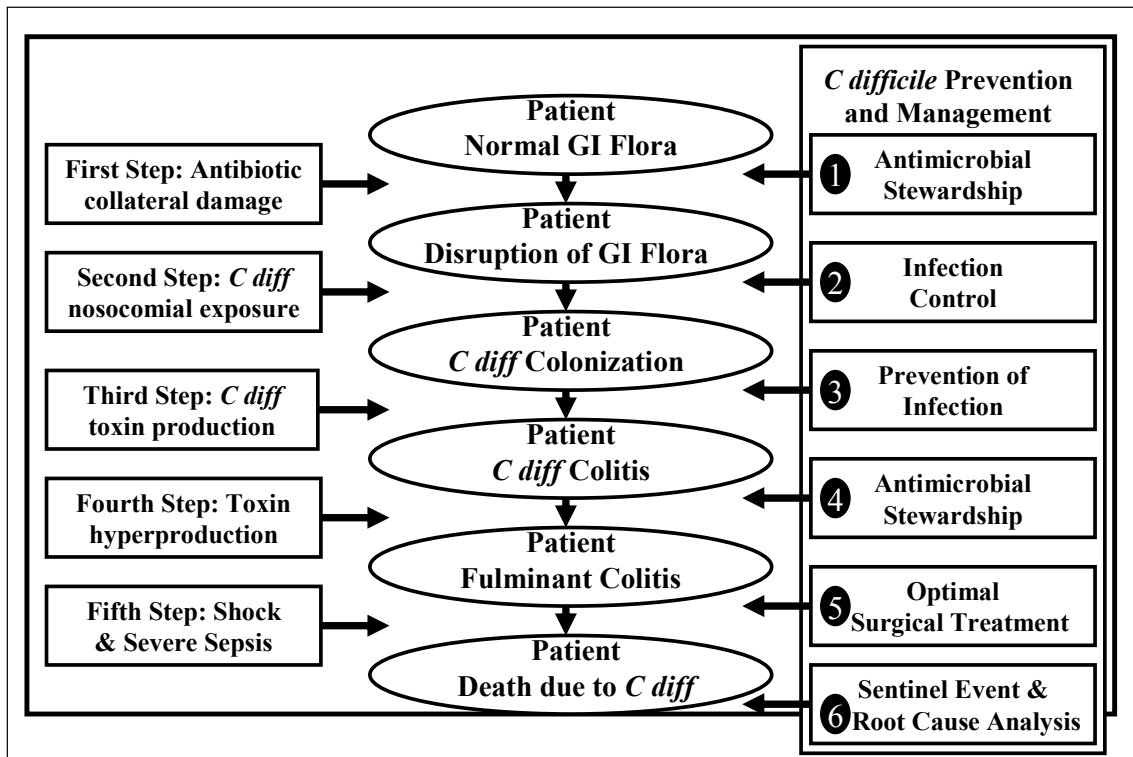 First Step: Antibiotic
collateral damage
Second Step: C diff
nosocomial exposure
Third Step: C diff
toxin production
Fourth Step: Toxin
hyperproduction
Fifth Step: Shock
& Severe Sepsis
Patient
Normal GI Flora
Patient
Disruption of GI Flora
Patient
C diff Colonization
Patient
C diff Colitis
Patient
Fulminant Colitis
Patient
Death due to C diff
C difficile Prevention
and Management
1 Antimicrobial
Stewardship
2 Infection
Control
3 Prevention of
Infection
4 Antimicrobial
Stewardship
5 Optimal
Surgical Treatment
6 Sentinel Event &
Root Cause Analysis